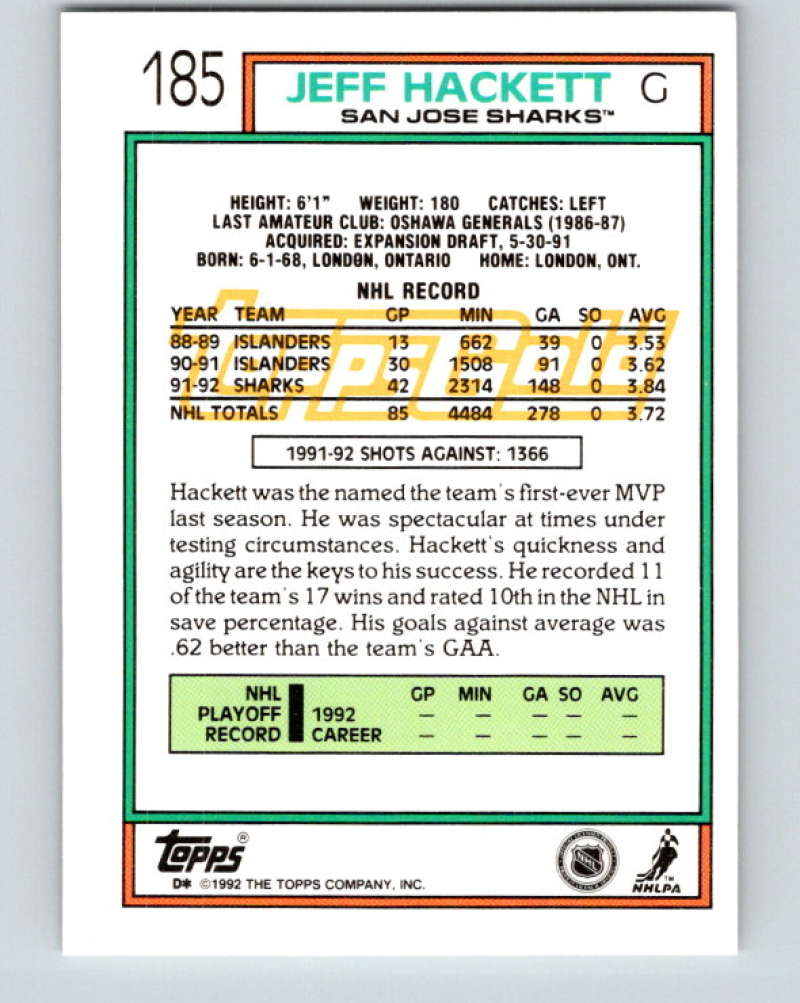 185 JEFF HACKETT G
SAN JOSE SHARKS™
HEIGHT: 6'1" WEIGHT: 180 CATCHES: LEFT
LAST AMATEUR CLUB: OSHAWA GENERALS (1986-87)
ACQUIRED: EXPANSION DRAFT, 5-30-91
BORN: 6-1-68, LONDON, ONTARIO HOME: LONDON, ONT.
NHL RECORD
YEAR TEAM GP MIN GA SO AVG
88-89 ISLANDERS 13 662 39 0 3.53
90-91 ISLANDERS 30 1508 91 0 3.62
91-92 SHARKS 42 2314 148 0 3.84
NHL TOTALS 85 4484 278 0 3.72
ToppsGold
1991-92 SHOTS AGAINST: 1366
Hackett was the named the team's first-ever MVP
last season. He was spectacular at times under
testing circumstances. Hackett's quickness and
agility are the keys to his success. He recorded 11
of the team's 17 wins and rated 10th in the NHL in
save percentage. His goals against average was
.62 better than the team's GAA.
NHL GP MIN GA SO AVG
PLAYOFF 1992 — — — — —
RECORD CAREER — — — — —
TOPPS®
D* ©1992 THE TOPPS COMPANY, INC.
NHL
NHLPA™